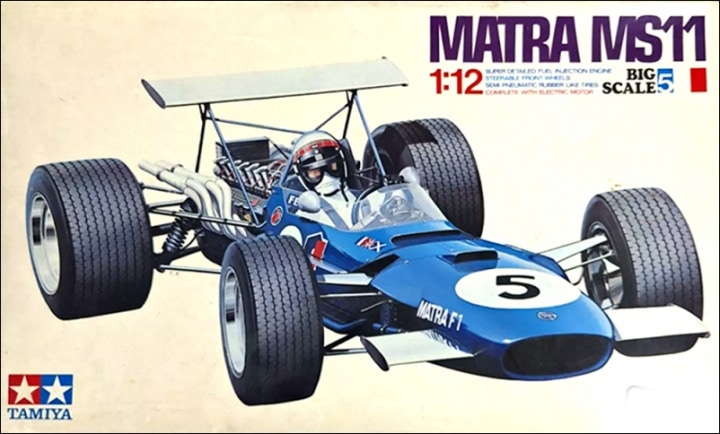 MATRA MS11
1:12
SUPER DETAILED FUEL INJECTION ENGINE
STEERABLE FRONT WHEELS
SEMI PNEUMATIC RUBBER LIKE TIRES
COMPLETE WITH ELECTRIC MOTOR
BIG
SCALE 5
5
MATRA F1
TAMIYA